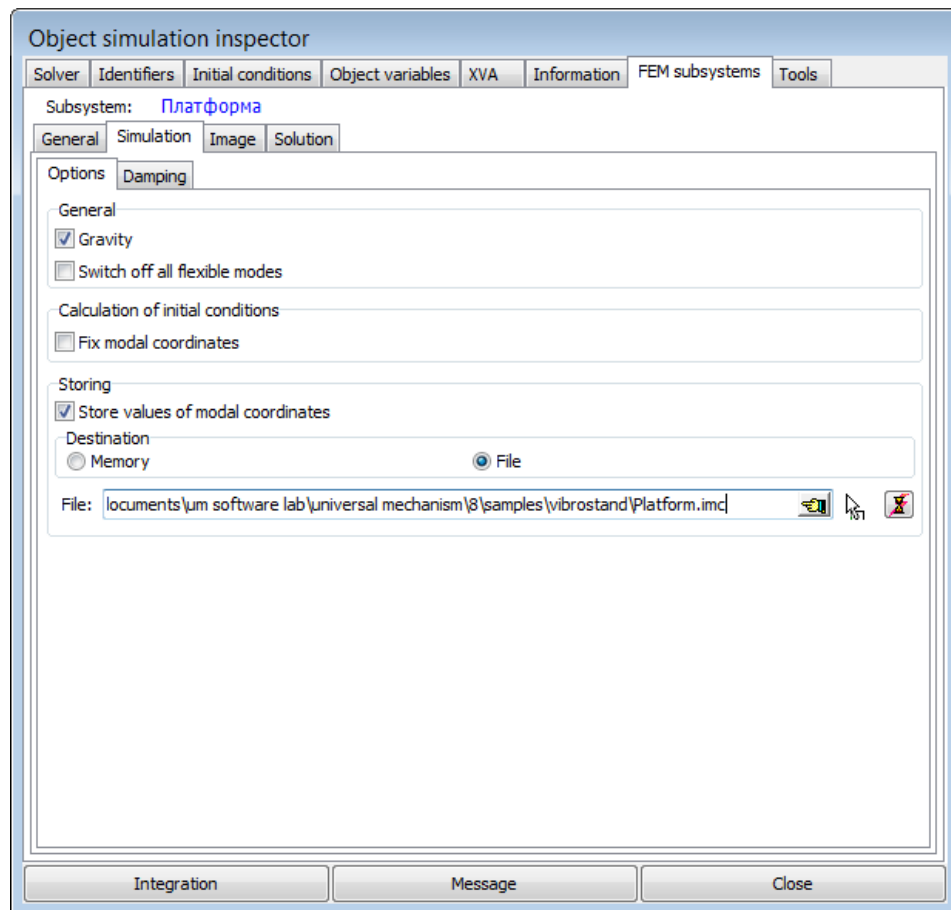 Object simulation inspector
Solver Identifiers Initial conditions Object variables XVA Information FEM subsystems Tools
Subsystem: Платформа
General Simulation Image Solution
Options Damping
General
Gravity
Switch off all flexible modes
Calculation of initial conditions
Fix modal coordinates
Storing
Store values of modal coordinates
Destination
Memory File
File: locuments\um software lab\universal mechanism\8\samples\vibrostand\Platform.imc
Integration Message Close